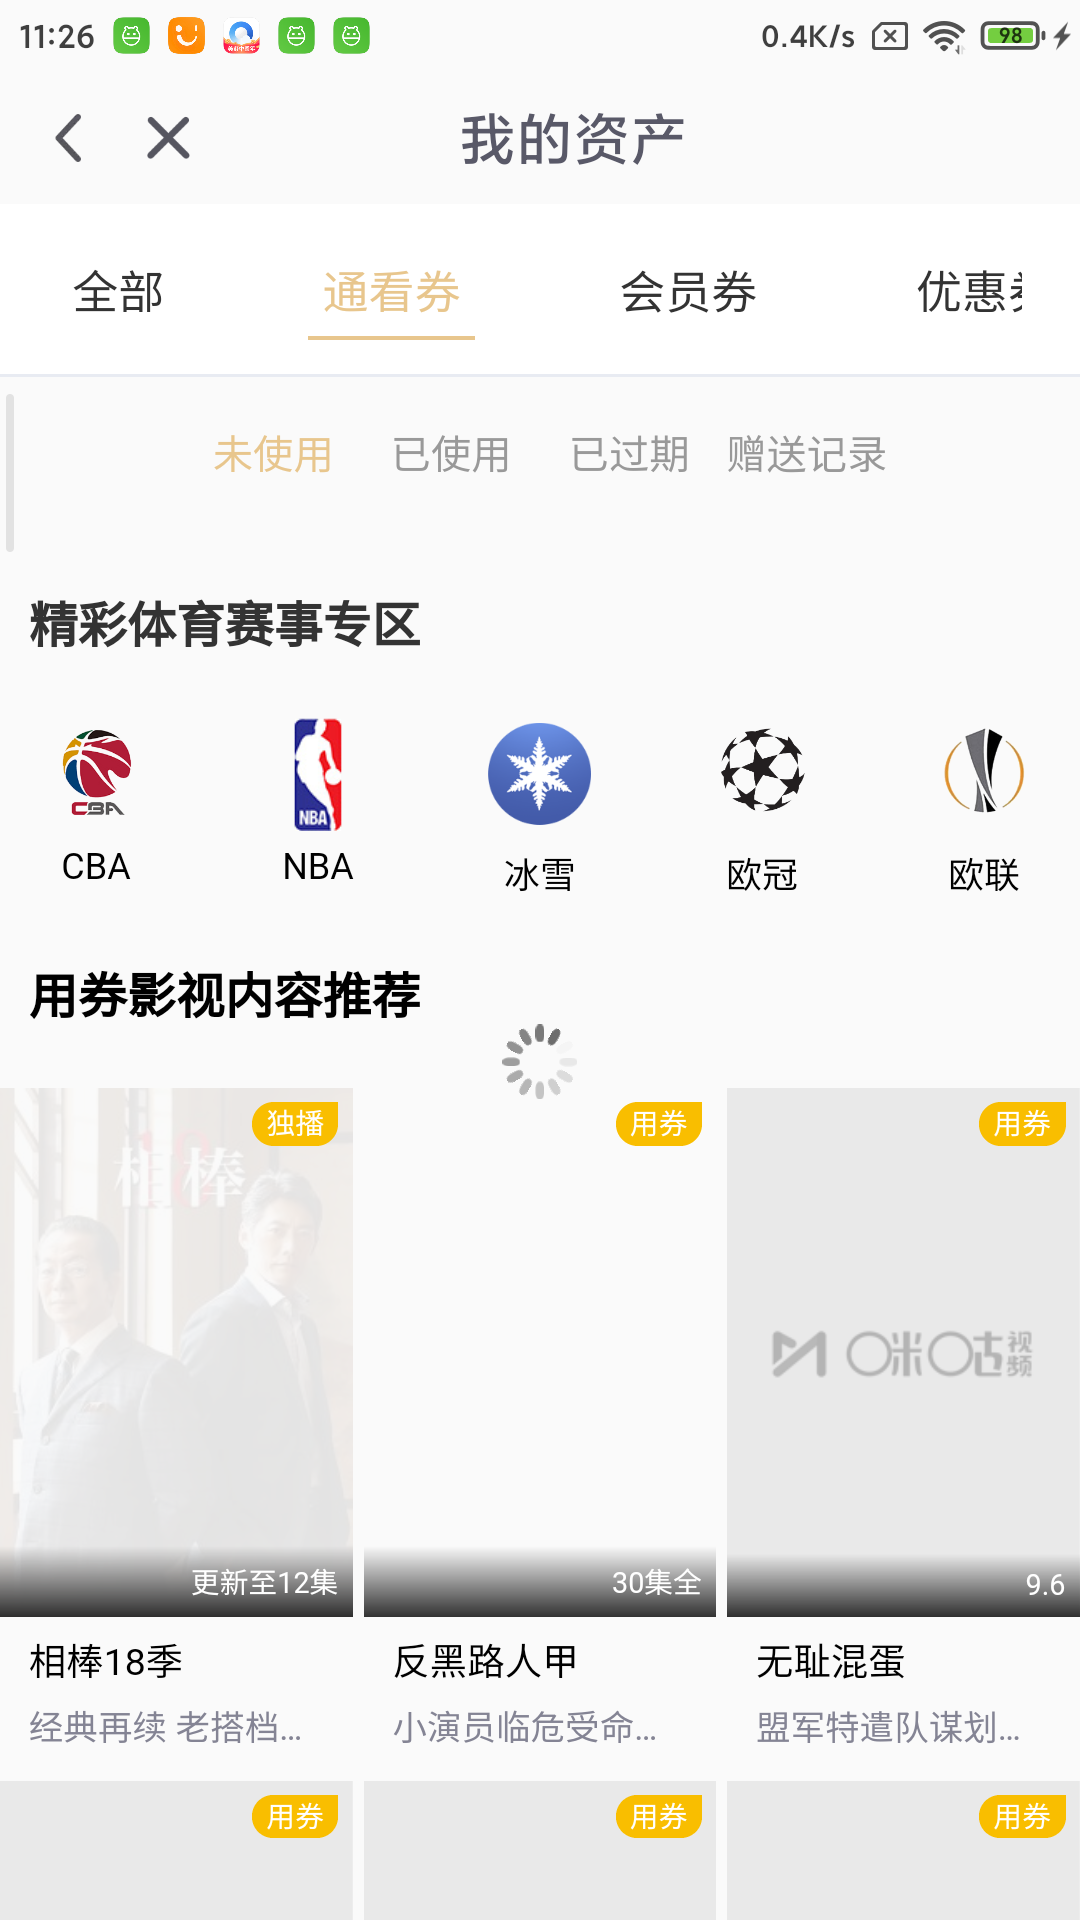 11:26
0.4K/s
98
我的资产
全部
通看券
会员券
优惠
未使用
已使用
已过期
赠送记录
精彩体育赛事专区
CBA
NBA
CBA
NBA
冰雪
欧冠
欧联
用券影视内容推荐
独播
用券
用券
相棒
咪咕视频
更新至12集
30集全
9.6
相棒18季
反黑路人甲
无耻混蛋
经典再续 老搭档...
小演员临危受命...
盟军特遣队谋划...
用券
用券
用券